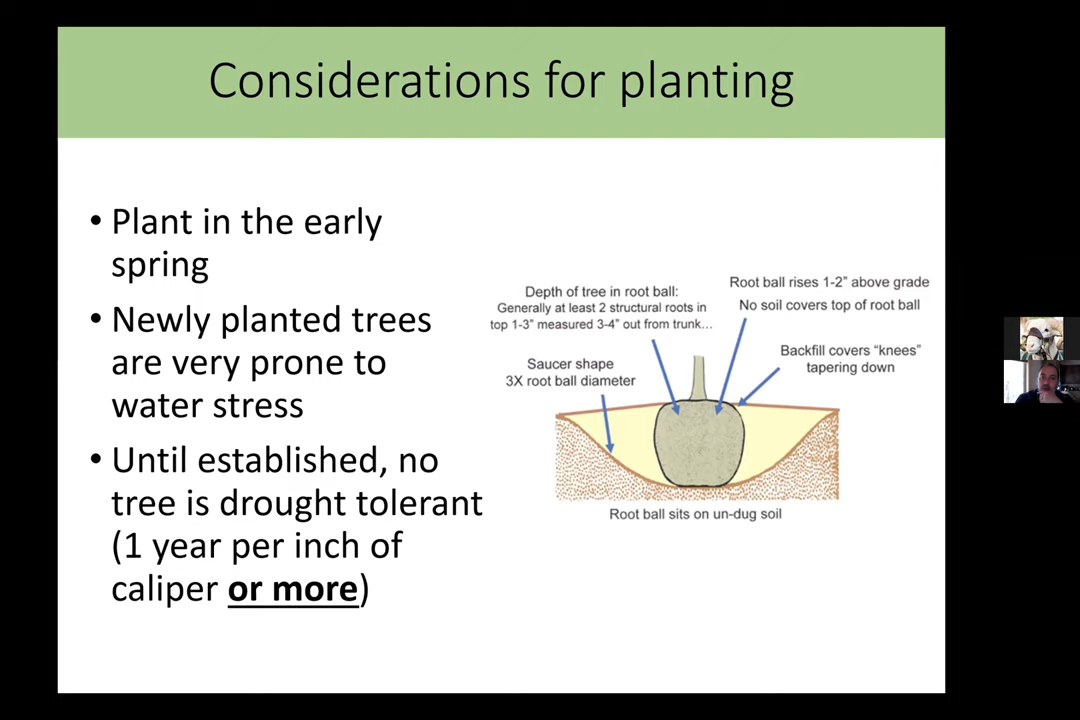 Considerations for planting
• Plant in the early
spring
• Newly planted trees
are very prone to
water stress
• Until established, no
tree is drought tolerant
(1 year per inch of
caliper or more)
Depth of tree in root ball:
Generally at least 2 structural roots in
top 1-3” measured 3-4” out from trunk…
Root ball rises 1-2” above grade
No soil covers top of root ball
Saucer shape
3X root ball diameter
Backfill covers “knees”
tapering down
Root ball sits on un-dug soil